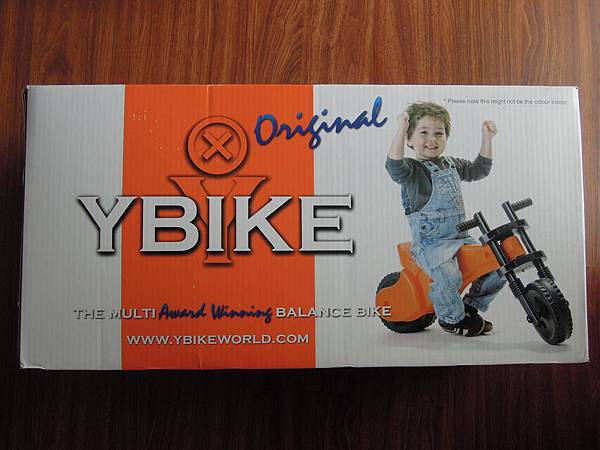 * Please note this might not be the colour inside
Original
YBIKE
THE MULTI Award Winning BALANCE BIKE
WWW.YBIKEWORLD.COM